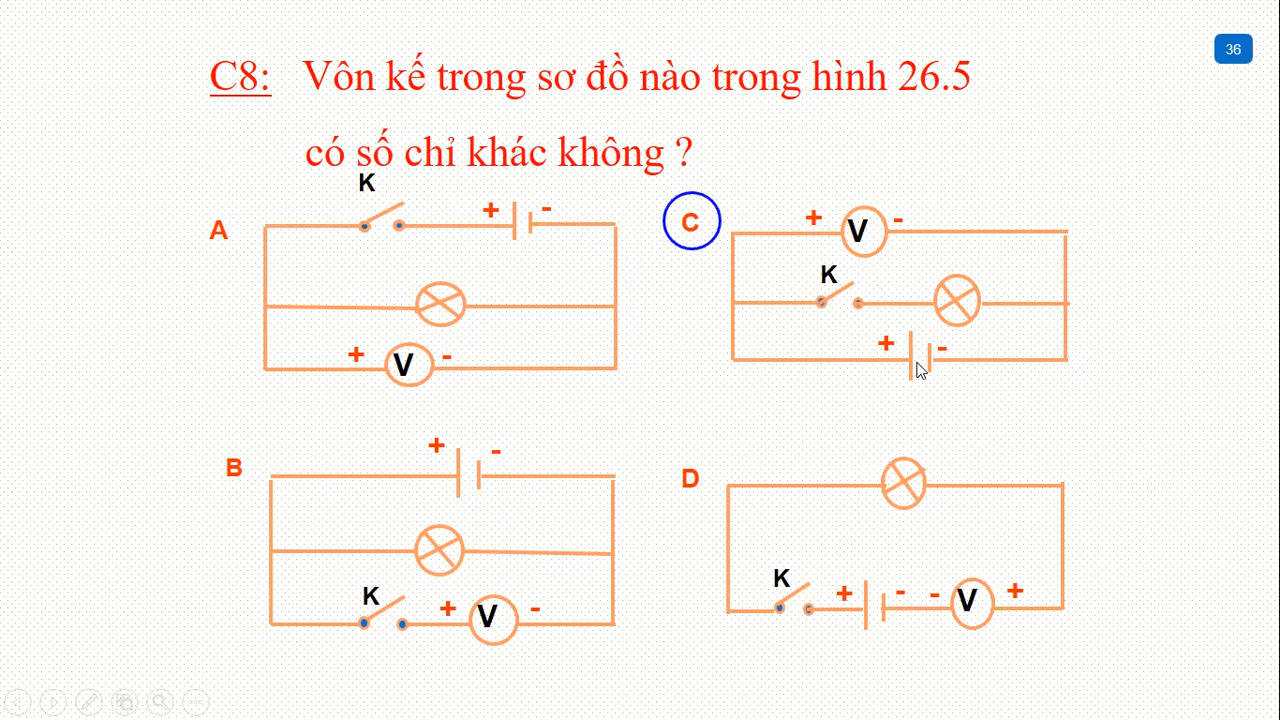 36
C8: Vôn kế trong sơ đồ nào trong hình 26.5
có số chỉ khác không ?
K
A + -
+ V -
C + V -
K
+ -
B + -
K + V -
D
K + - - V +